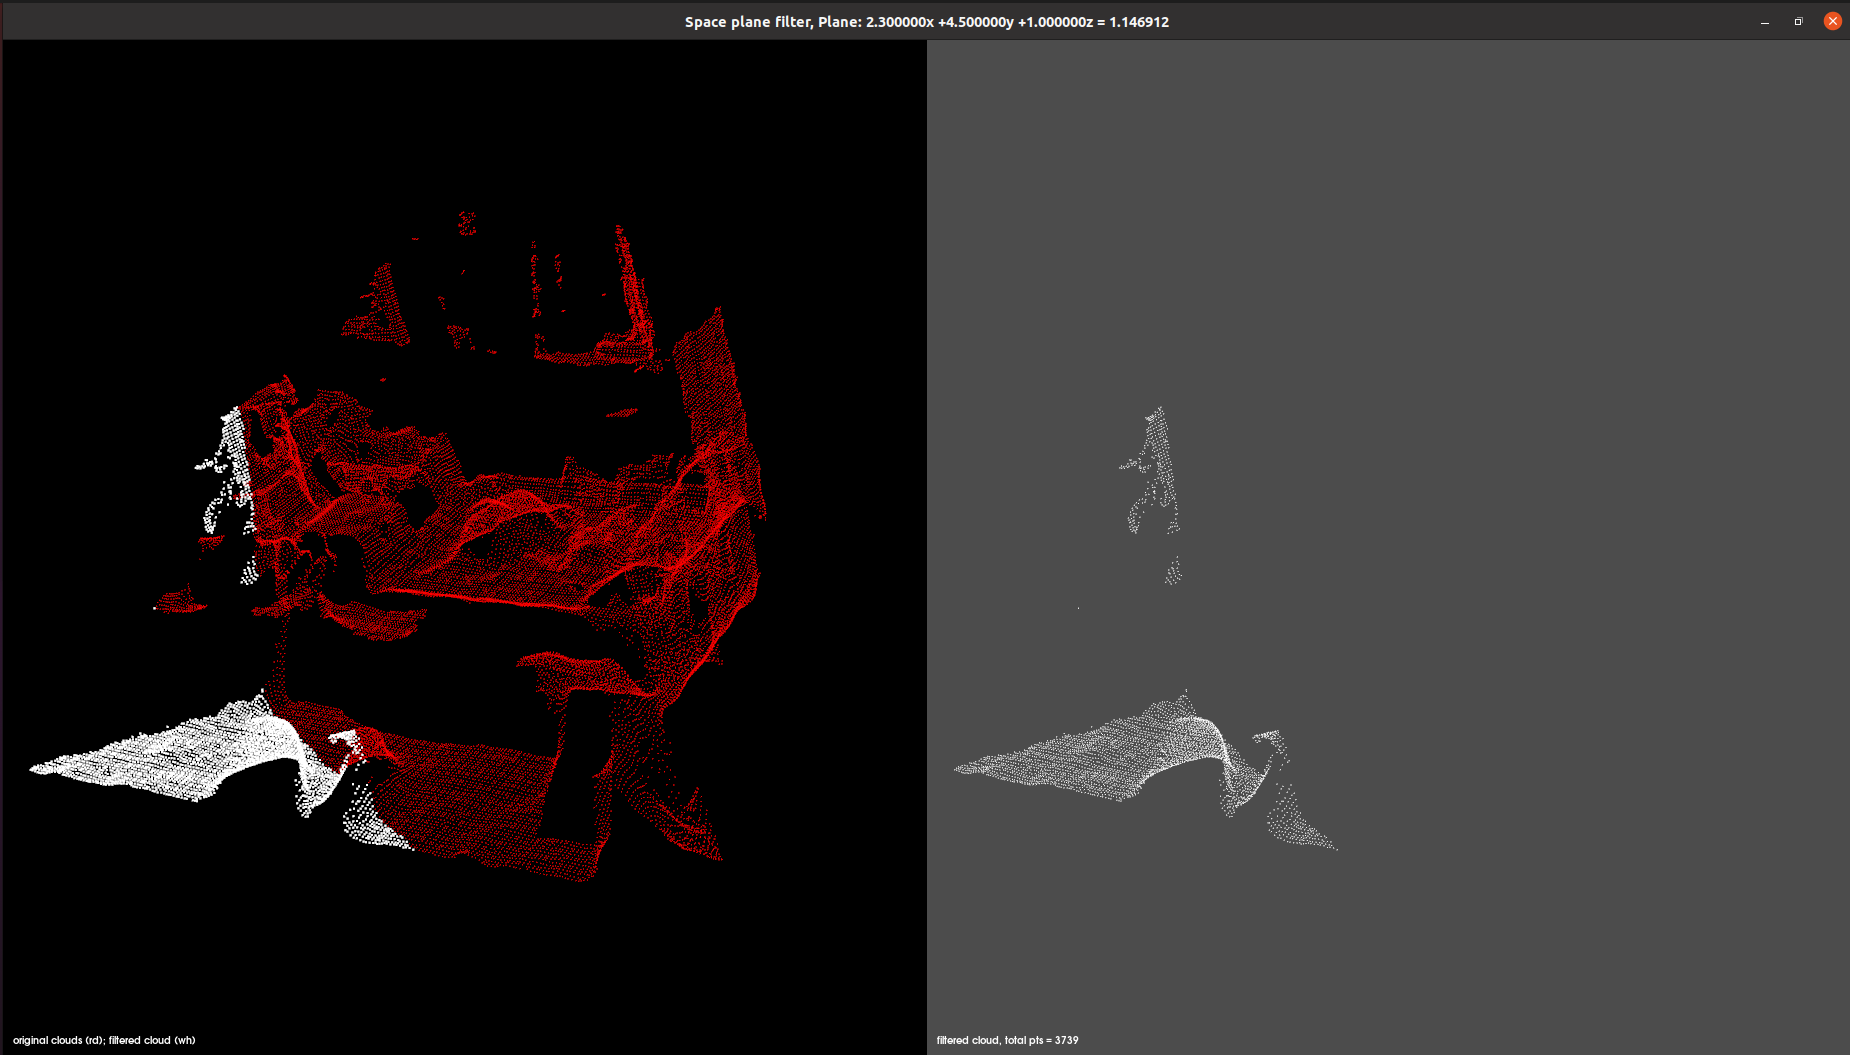 Space plane filter, Plane: 2.300000x +4.500000y +1.000000z = 1.146912
original clouds (rd); filtered cloud (wh)
filtered cloud, total pts = 3739